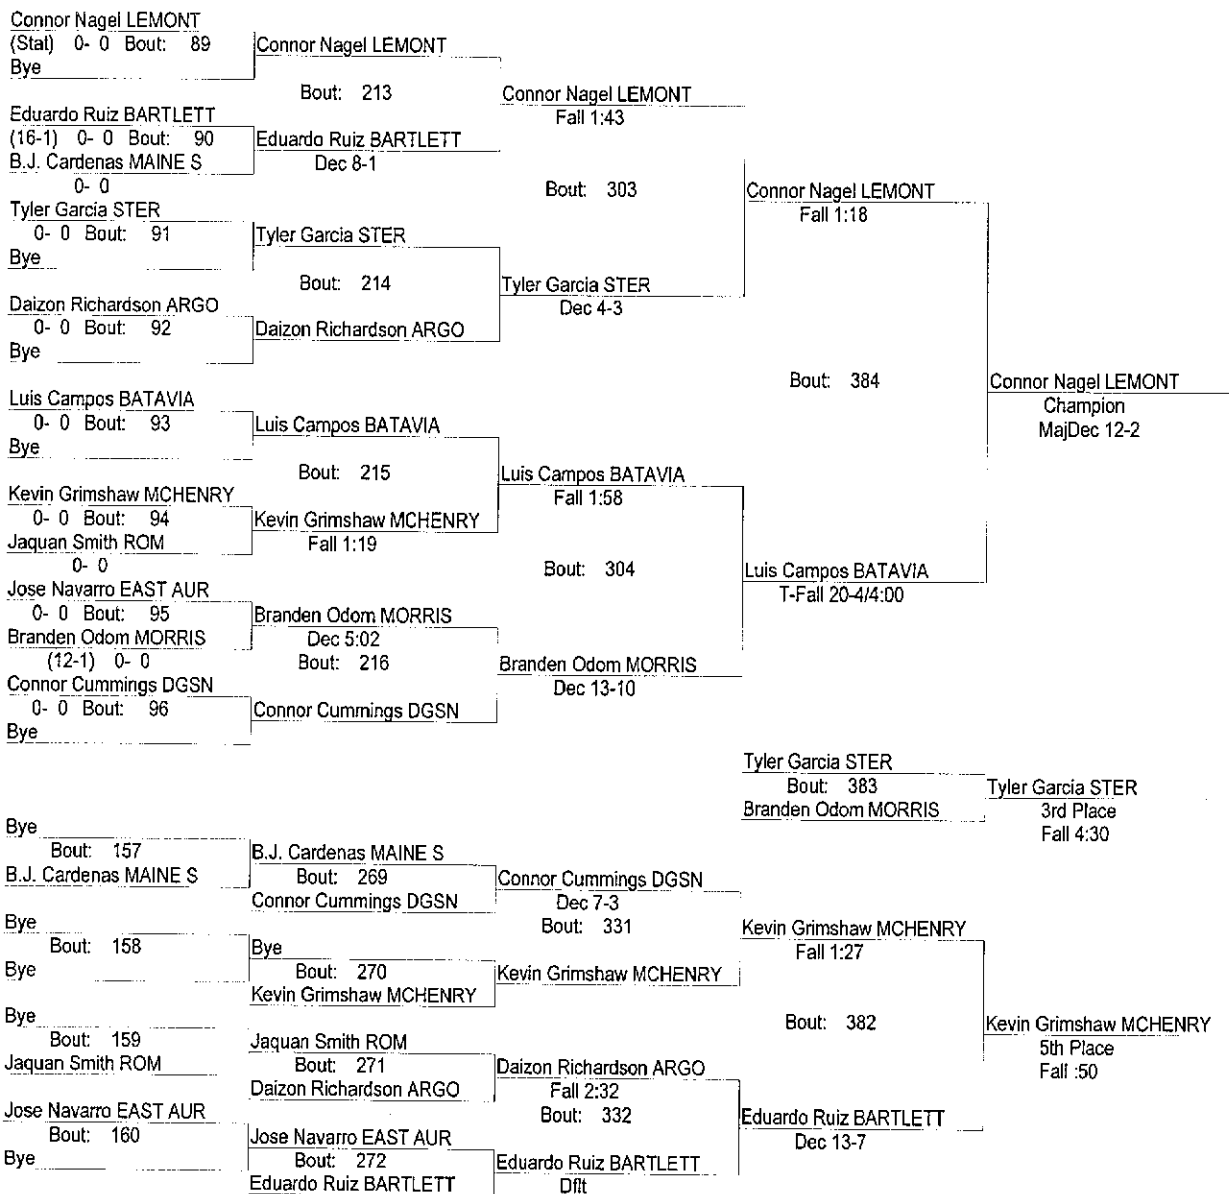 Connor Nagel LEMONT
(Stal) 0- 0 Bout: 89
Bye
Connor Nagel LEMONT
Bout: 213
Eduardo Ruiz BARTLETT
(16-1) 0- 0 Bout: 90
B.J. Cardenas MAINE S
0- 0
Eduardo Ruiz BARTLETT
Dec 8-1
Connor Nagel LEMONT
Fall 1:43
Bout: 303
Tyler Garcia STER
0- 0 Bout: 91
Bye
Tyler Garcia STER
Bout: 214
Daizon Richardson ARGO
0- 0 Bout: 92
Bye
Daizon Richardson ARGO
Tyler Garcia STER
Dec 4-3
Connor Nagel LEMONT
Fall 1:18
Bout: 384
Connor Nagel LEMONT
Champion
MajDec 12-2
Luis Campos BATAVIA
0- 0 Bout: 93
Bye
Luis Campos BATAVIA
Bout: 215
Kevin Grimshaw MCHENRY
0- 0 Bout: 94
Jaquan Smith ROM
0- 0
Kevin Grimshaw MCHENRY
Fall 1:19
Luis Campos BATAVIA
Fall 1:58
Bout: 304
Jose Navarro EAST AUR
0- 0 Bout: 95
Branden Odom MORRIS
(12-1) 0- 0
Branden Odom MORRIS
Dec 5:02
Bout: 216
Connor Cummings DGSN
0- 0 Bout: 96
Bye
Connor Cummings DGSN
Branden Odom MORRIS
Dec 13-10
Luis Campos BATAVIA
T-Fall 20-4/4:00
Tyler Garcia STER
Bout: 383
Branden Odom MORRIS
Tyler Garcia STER
3rd Place
Fall 4:30
Bye
Bout: 157
B.J. Cardenas MAINE S
B.J. Cardenas MAINE S
Bout: 269
Connor Cummings DGSN
Connor Cummings DGSN
Dec 7-3
Bout: 331
Bye
Bout: 158
Bye
Bye
Bout: 270
Kevin Grimshaw MCHENRY
Kevin Grimshaw MCHENRY
Kevin Grimshaw MCHENRY
Fall 1:27
Bout: 382
Kevin Grimshaw MCHENRY
5th Place
Fall :50
Bye
Bout: 159
Jaquan Smith ROM
Jaquan Smith ROM
Bout: 271
Daizon Richardson ARGO
Daizon Richardson ARGO
Fall 2:32
Bout: 332
Jose Navarro EAST AUR
Bout: 160
Bye
Jose Navarro EAST AUR
Bout: 272
Eduardo Ruiz BARTLETT
Eduardo Ruiz BARTLETT
Dflt
Eduardo Ruiz BARTLETT
Dec 13-7